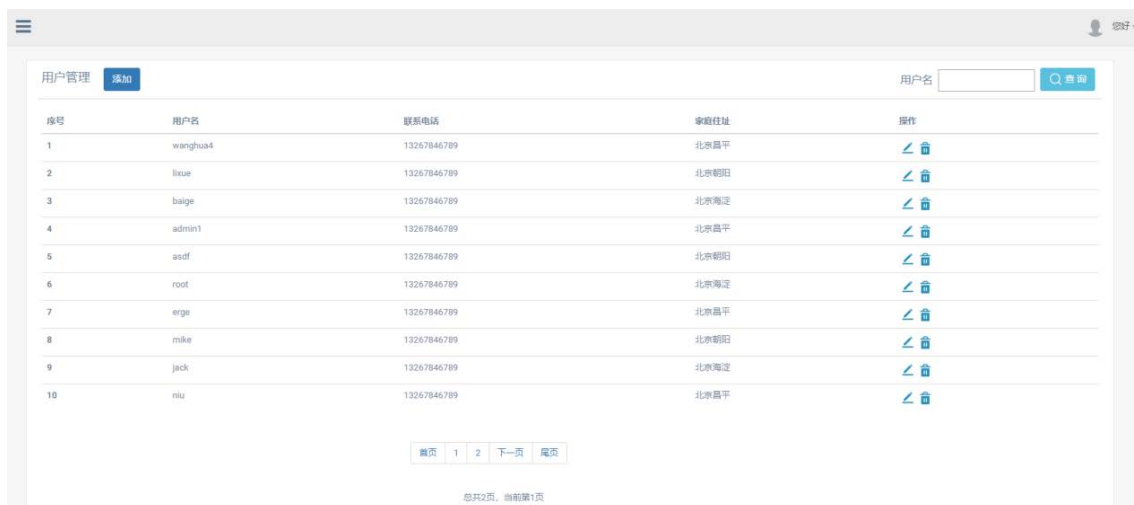 您好
用户管理 添加 用户名 查询
序号 用户名 联系电话 家庭住址 操作
1 wanghua4 13267846789 北京昌平
2 lixue 13267846789 北京朝阳
3 baige 13267846789 北京海淀
4 admin1 13267846789 北京昌平
5 asdf 13267846789 北京朝阳
6 root 13267846789 北京海淀
7 erge 13267846789 北京昌平
8 mike 13267846789 北京朝阳
9 jack 13267846789 北京海淀
10 niu 13267846789 北京昌平
首页 1 2 下一页 尾页
总共2页，当前第1页